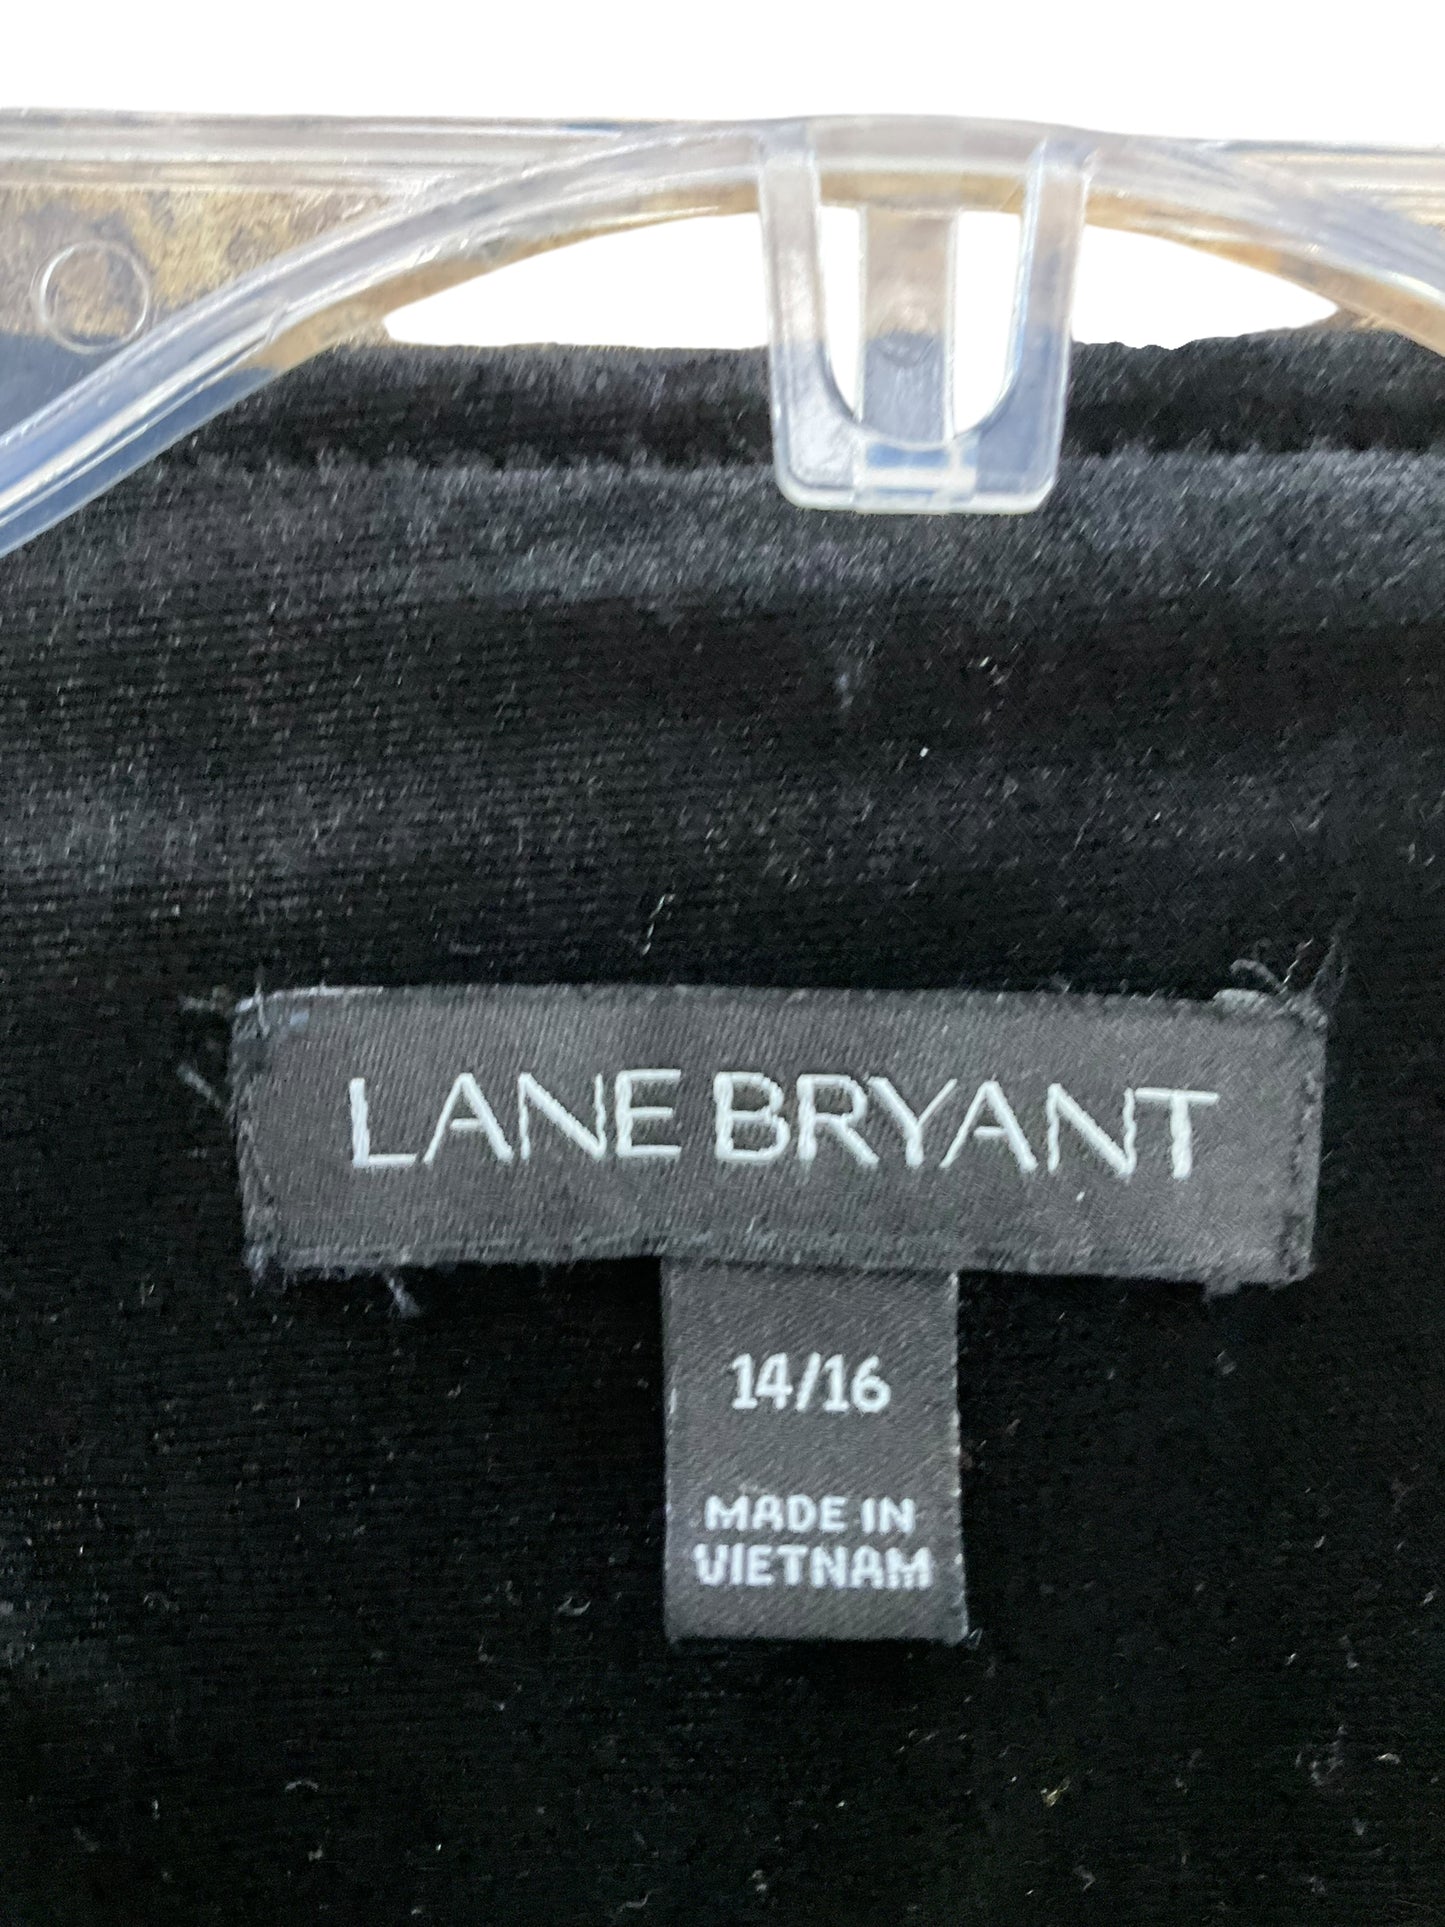 LANE BRYANT
14/16
MADE IN
VIETNAM